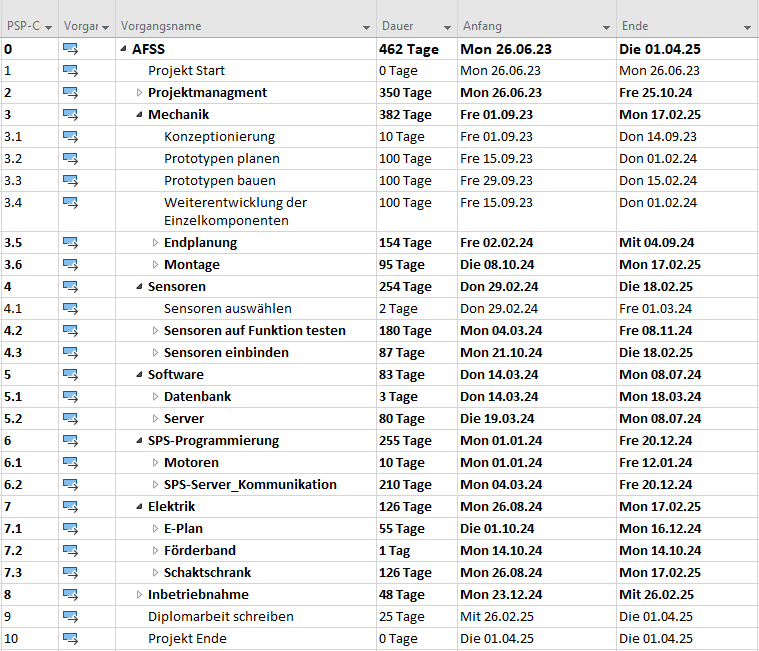 PSP-C Vorgar Vorgangsname Dauer Anfang Ende
0 AFSS 462 Tage Mon 26.06.23 Die 01.04.25
1 Projekt Start 0 Tage Mon 26.06.23 Mon 26.06.23
2 Projektmanagment 350 Tage Mon 26.06.23 Fre 25.10.24
3 Mechanik 382 Tage Fre 01.09.23 Mon 17.02.25
3.1 Konzeptionierung 10 Tage Fre 01.09.23 Don 14.09.23
3.2 Prototypen planen 100 Tage Fre 15.09.23 Don 01.02.24
3.3 Prototypen bauen 100 Tage Fre 29.09.23 Don 15.02.24
3.4 Weiterentwicklung der 100 Tage Fre 15.09.23 Don 01.02.24
Einzelkomponenten
3.5 Endplanung 154 Tage Fre 02.02.24 Mit 04.09.24
3.6 Montage 95 Tage Die 08.10.24 Mon 17.02.25
4 Sensoren 254 Tage Don 29.02.24 Die 18.02.25
4.1 Sensoren auswählen 2 Tage Don 29.02.24 Fre 01.03.24
4.2 Sensoren auf Funktion testen 180 Tage Mon 04.03.24 Fre 08.11.24
4.3 Sensoren einbinden 87 Tage Mon 21.10.24 Die 18.02.25
5 Software 83 Tage Don 14.03.24 Mon 08.07.24
5.1 Datenbank 3 Tage Don 14.03.24 Mon 18.03.24
5.2 Server 80 Tage Die 19.03.24 Mon 08.07.24
6 SPS-Programmierung 255 Tage Mon 01.01.24 Fre 20.12.24
6.1 Motoren 10 Tage Mon 01.01.24 Fre 12.01.24
6.2 SPS-Server_Kommunikation 210 Tage Mon 04.03.24 Fre 20.12.24
7 Elektrik 126 Tage Mon 26.08.24 Mon 17.02.25
7.1 E-Plan 55 Tage Die 01.10.24 Mon 16.12.24
7.2 Förderband 1 Tag Mon 14.10.24 Mon 14.10.24
7.3 Schaktschrank 126 Tage Mon 26.08.24 Mon 17.02.25
8 Inbetriebnahme 48 Tage Mon 23.12.24 Mit 26.02.25
9 Diplomarbeit schreiben 25 Tage Mit 26.02.25 Die 01.04.25
10 Projekt Ende 0 Tage Die 01.04.25 Die 01.04.25